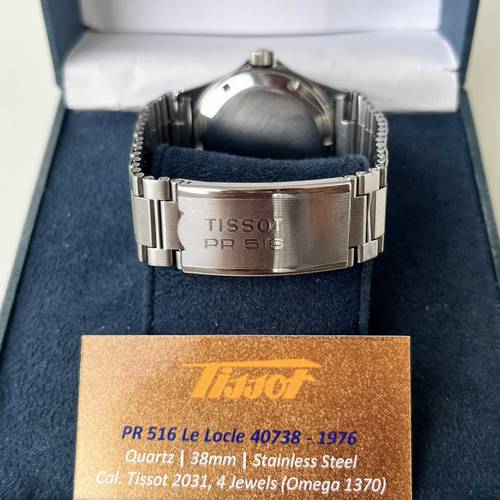 TISSOT
PR 516
Tissot
PR 516 Le Locle 40738 - 1976
Quartz | 38mm | Stainless Steel
Cal. Tissot 2031, 4 Jewels (Omega 1370)